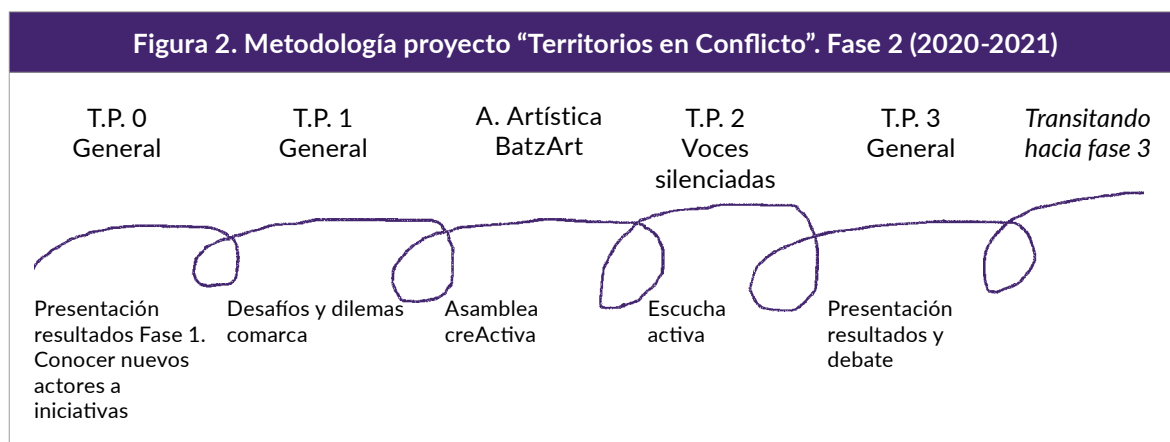 Figura 2. Metodología proyecto “Territorios en Conflicto”. Fase 2 (2020-2021)
T.P. 0
General
T.P. 1
General
A. Artística
BatzArt
T.P. 2
Voces
silenciadas
T.P. 3
General
Transitando
hacia fase 3
Presentación
resultados Fase 1.
Conocer nuevos
actores a
iniciativas
Desafíos y dilemas
comarca
Asamblea
creActiva
Escucha
activa
Presentación
resultados y
debate